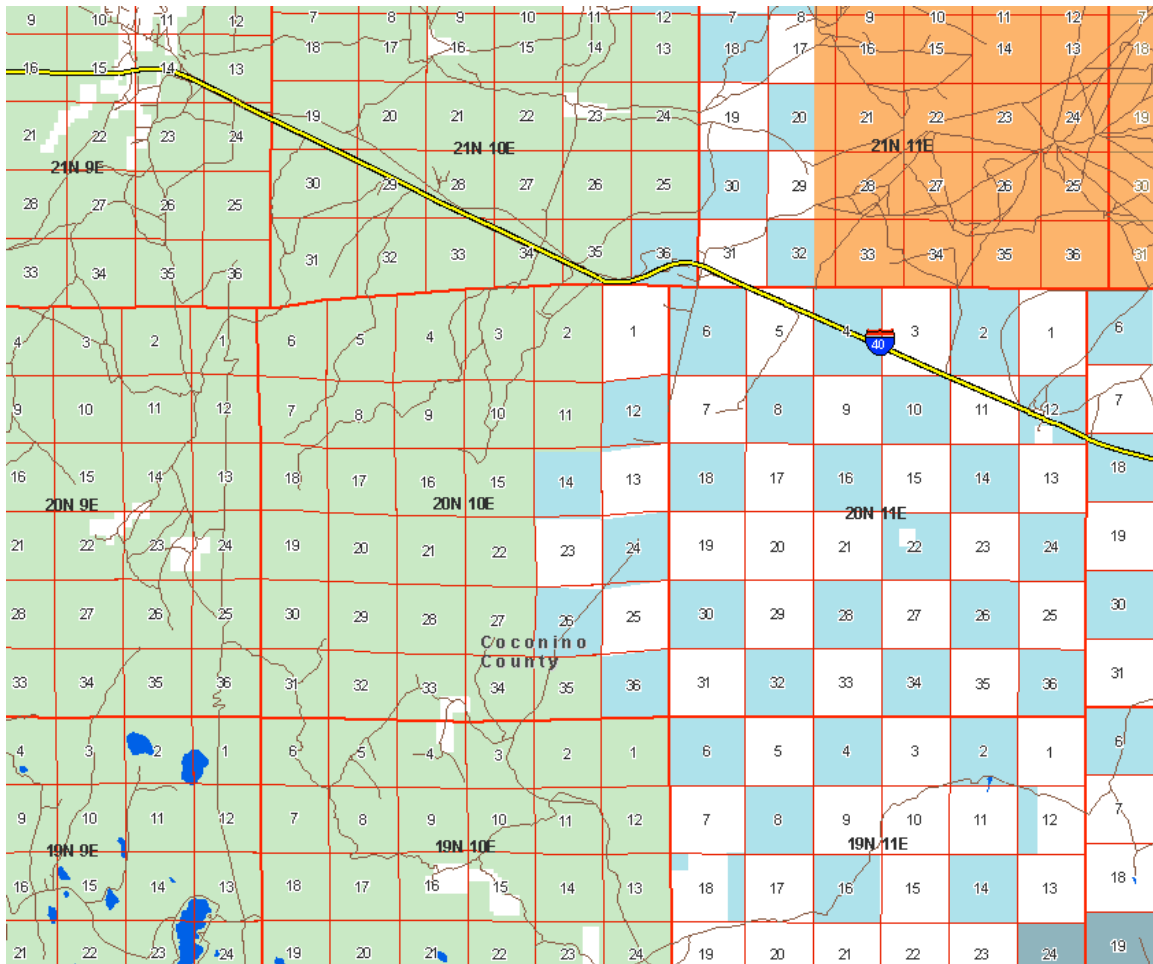 9 10 11 12 7 8 9 10 11 12 7 8 9 10 11 12 7
18 17 16 15 14 13 18 17 16 15 14 13 18
16 15 14 13
19 20 21 22 23 24 19 20 21 22 23 24 19
21 22 23 24
21N 9E 21N 10E 21N 11E
30 29 28 27 26 25 30 29 28 27 26 25 30
28 27 26 25
31 32 33 34 35 36 31 32 33 34 35 36 31
33 34 35 36
4 3 2 1 6 5 4 3 2 1 6 5 4 3 2 1 6
40
9 10 11 12 7 8 9 10 11 12 7 8 9 10 11 12 7
16 15 14 13 18 17 16 15 14 13 18 17 16 15 14 13 18
20N 9E 20N 10E 20N 11E
21 22 23 24 19 20 21 22 23 24 19 20 21 22 23 24 19
28 27 26 25 30 29 28 27 26 25 30 29 28 27 26 25 30
Coconino
County
33 34 35 36 31 32 33 34 35 36 31 32 33 34 35 36 31
4 3 2 1 6 5 4 3 2 1 6 5 4 3 2 1 6
9 10 11 12 7 8 9 10 11 12 7 8 9 10 11 12 7
19N 9E 19N 10E 19N 11E
16 15 14 13 18 17 16 15 14 13 18 17 16 15 14 13 18
21 22 23 24 19 20 21 22 23 24 19 20 21 22 23 24 19